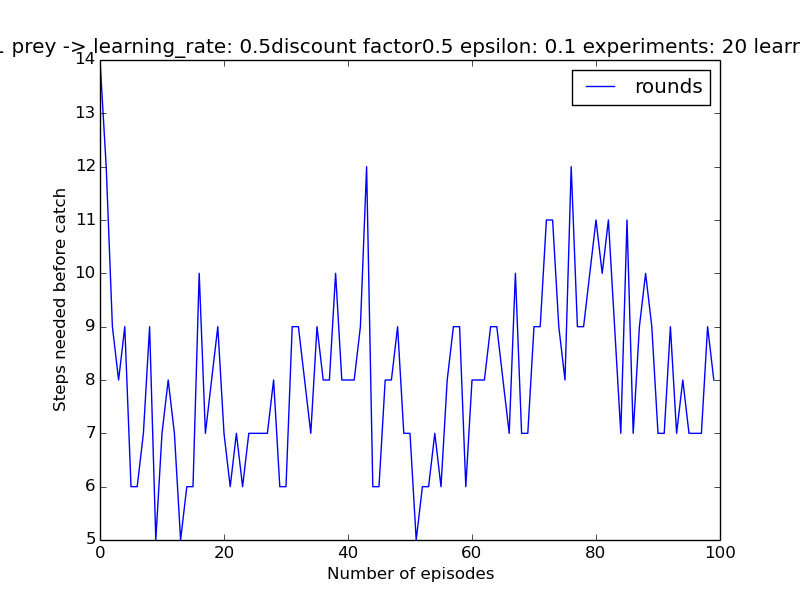 prey -> learning_rate: 0.5discount factor0.5 epsilon: 0.1 experiments: 20 learn
rounds
Steps needed before catch
14
13
12
11
10
9
8
7
6
5
0 20 40 60 80 100
Number of episodes